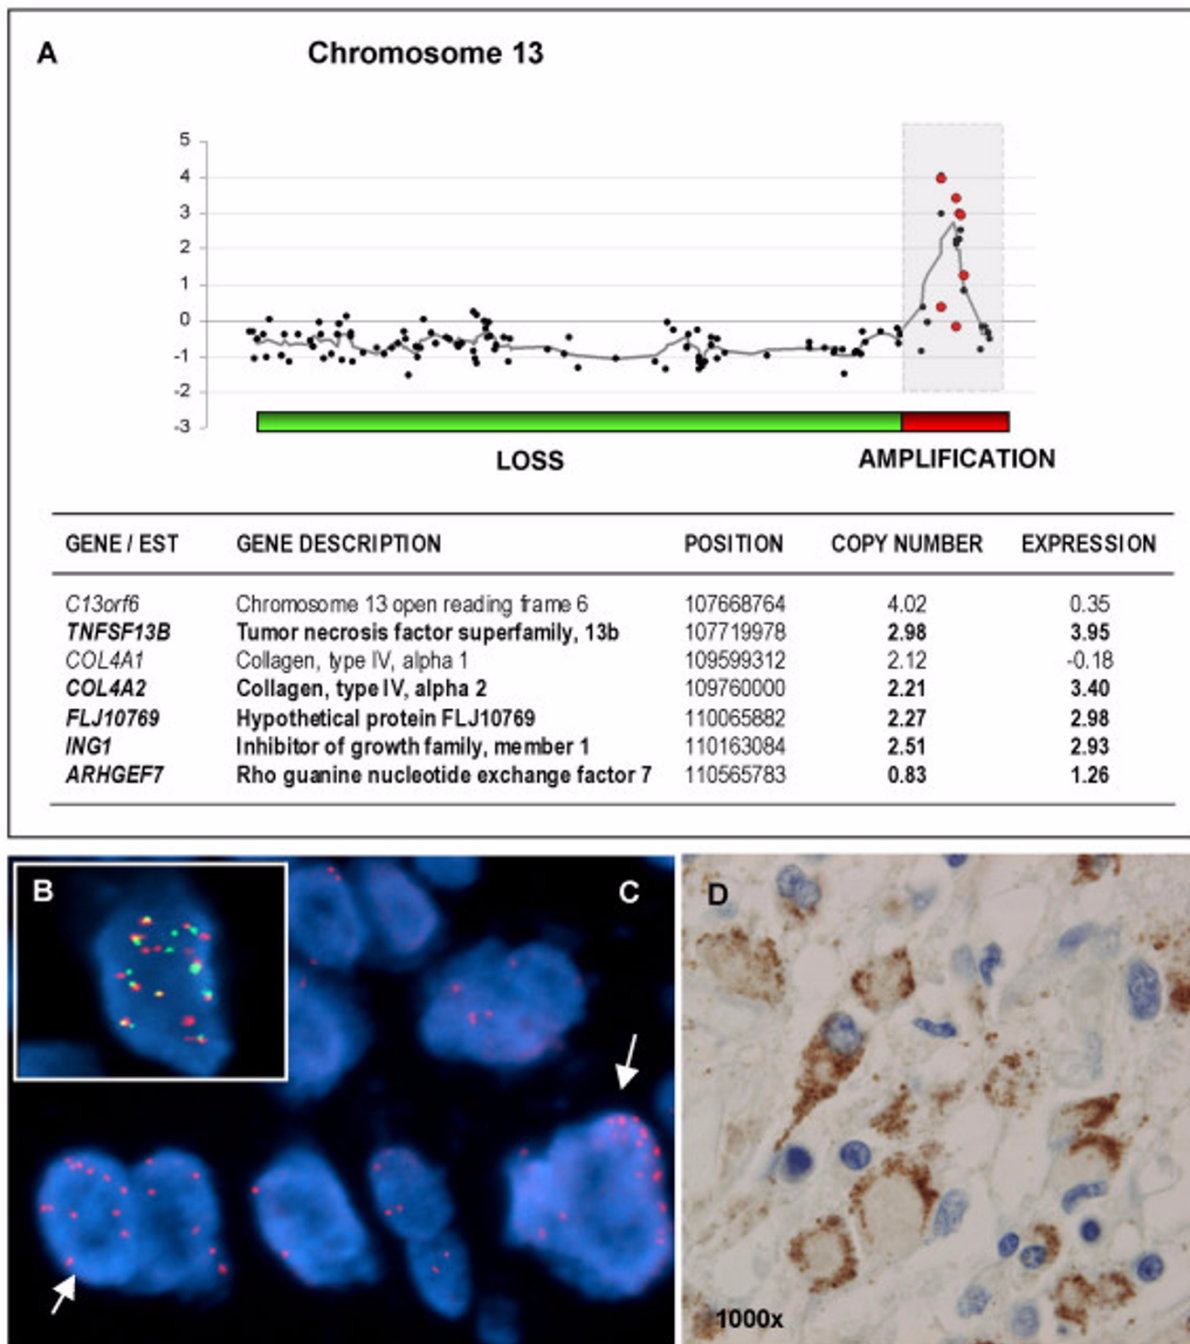 A Chromosome 13
5
4
3
2
1
0
-1
-2
-3
LOSS AMPLIFICATION
GENE / EST GENE DESCRIPTION POSITION COPY NUMBER EXPRESSION
C13orf6 Chromosome 13 open reading frame 6 107668764 4.02 0.35
TNFSF13B Tumor necrosis factor superfamily, 13b 107719978 2.98 3.95
COL4A1 Collagen, type IV, alpha 1 109599312 2.12 -0.18
COL4A2 Collagen, type IV, alpha 2 109760000 2.21 3.40
FLJ10769 Hypothetical protein FLJ10769 110065882 2.27 2.98
ING1 Inhibitor of growth family, member 1 110163084 2.51 2.93
ARHGEF7 Rho guanine nucleotide exchange factor 7 110565783 0.83 1.26
B C D
1000x